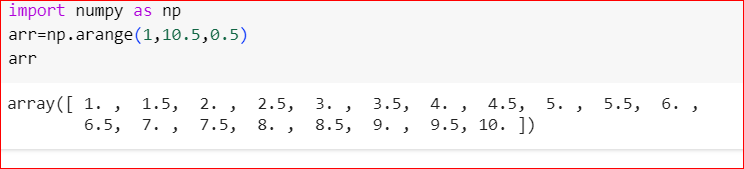 import numpy as np
arr=np.arange(1,10.5,0.5)
arr
array([ 1. ,  1.5,  2. ,  2.5,  3. ,  3.5,  4. ,  4.5,  5. ,  5.5,  6. ,
        6.5,  7. ,  7.5,  8. ,  8.5,  9. ,  9.5, 10. ])